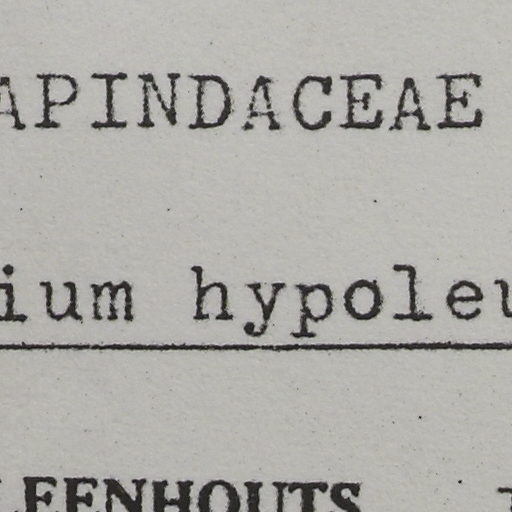 APINDACEAE
ium hypoleu
LEENHOUTS